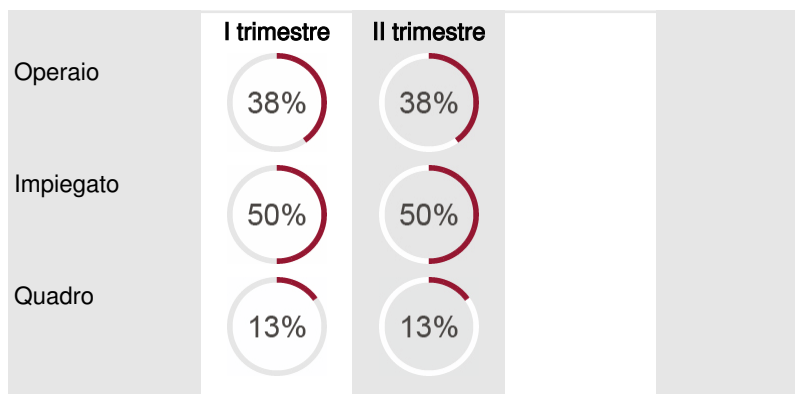 I trimestre II trimestre
Operaio 38% 38%
Impiegato 50% 50%
Quadro 13% 13%